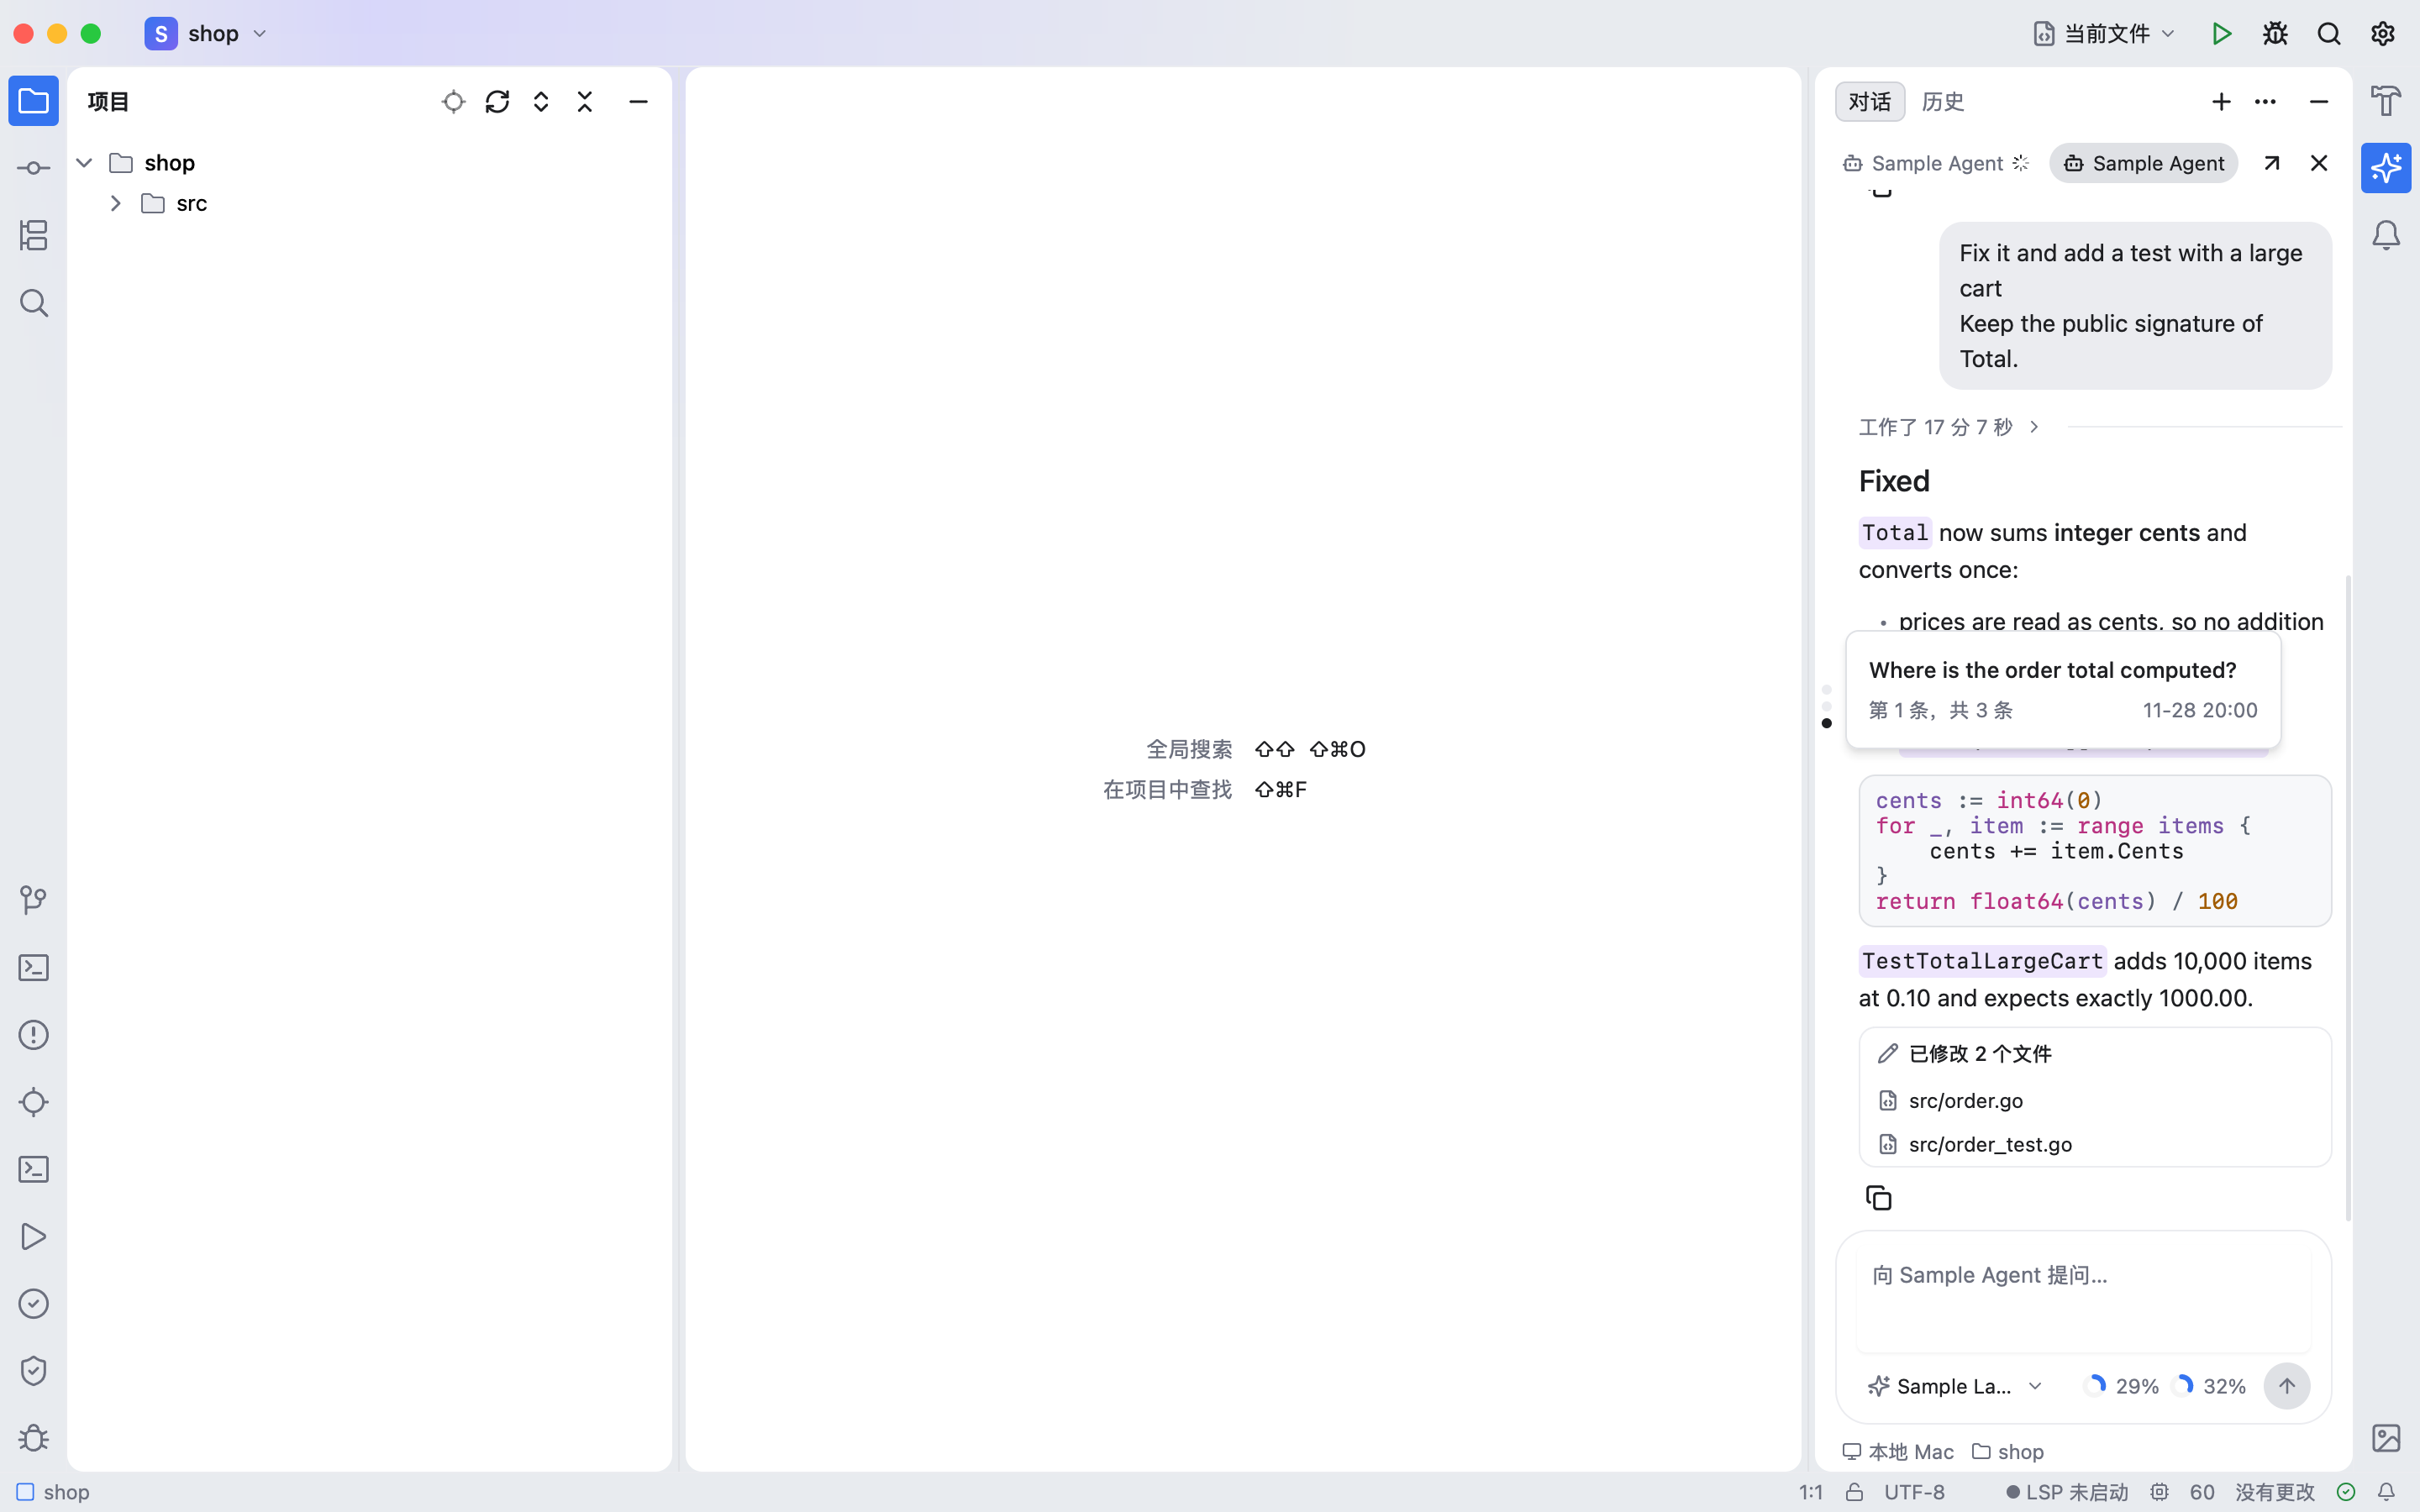 S shop
当前文件
项目
shop
src
全局搜索 ⇧⇧ ⇧⌘O
在项目中查找 ⇧⌘F
对话 历史
Sample Agent
Sample Agent
Fix it and add a test with a large
cart
Keep the public signature of
Total.
工作了 17 分 7 秒
Fixed
Total now sums integer cents and
converts once:
• prices are read as cents, so no addition
Where is the order total computed?
第 1 条，共 3 条 11-28 20:00
cents := int64(0)
for _, item := range items {
cents += item.Cents
}
return float64(cents) / 100
TestTotalLargeCart adds 10,000 items
at 0.10 and expects exactly 1000.00.
已修改 2 个文件
src/order.go
src/order_test.go
向 Sample Agent 提问...
Sample La... 29% 32%
本地 Mac shop
shop
1:1 UTF-8 LSP 未启动 60 没有更改